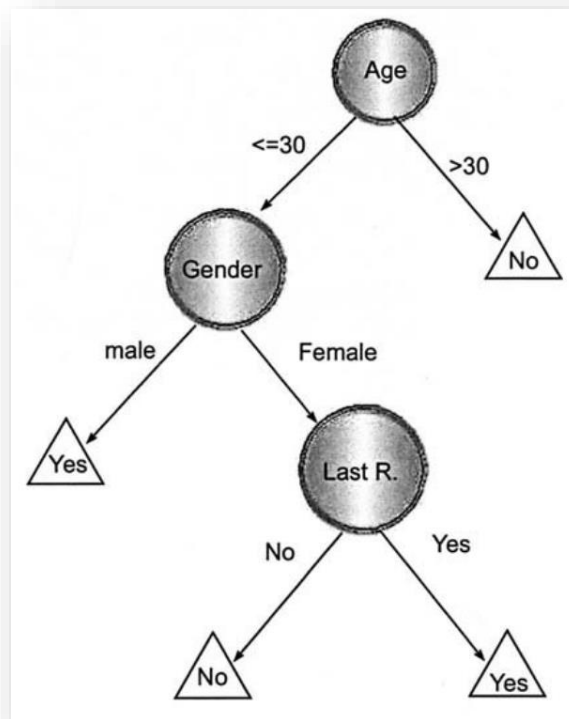 Age
<=30
>30
No
Gender
male
Female
Yes
Last R.
No
Yes
No
Yes